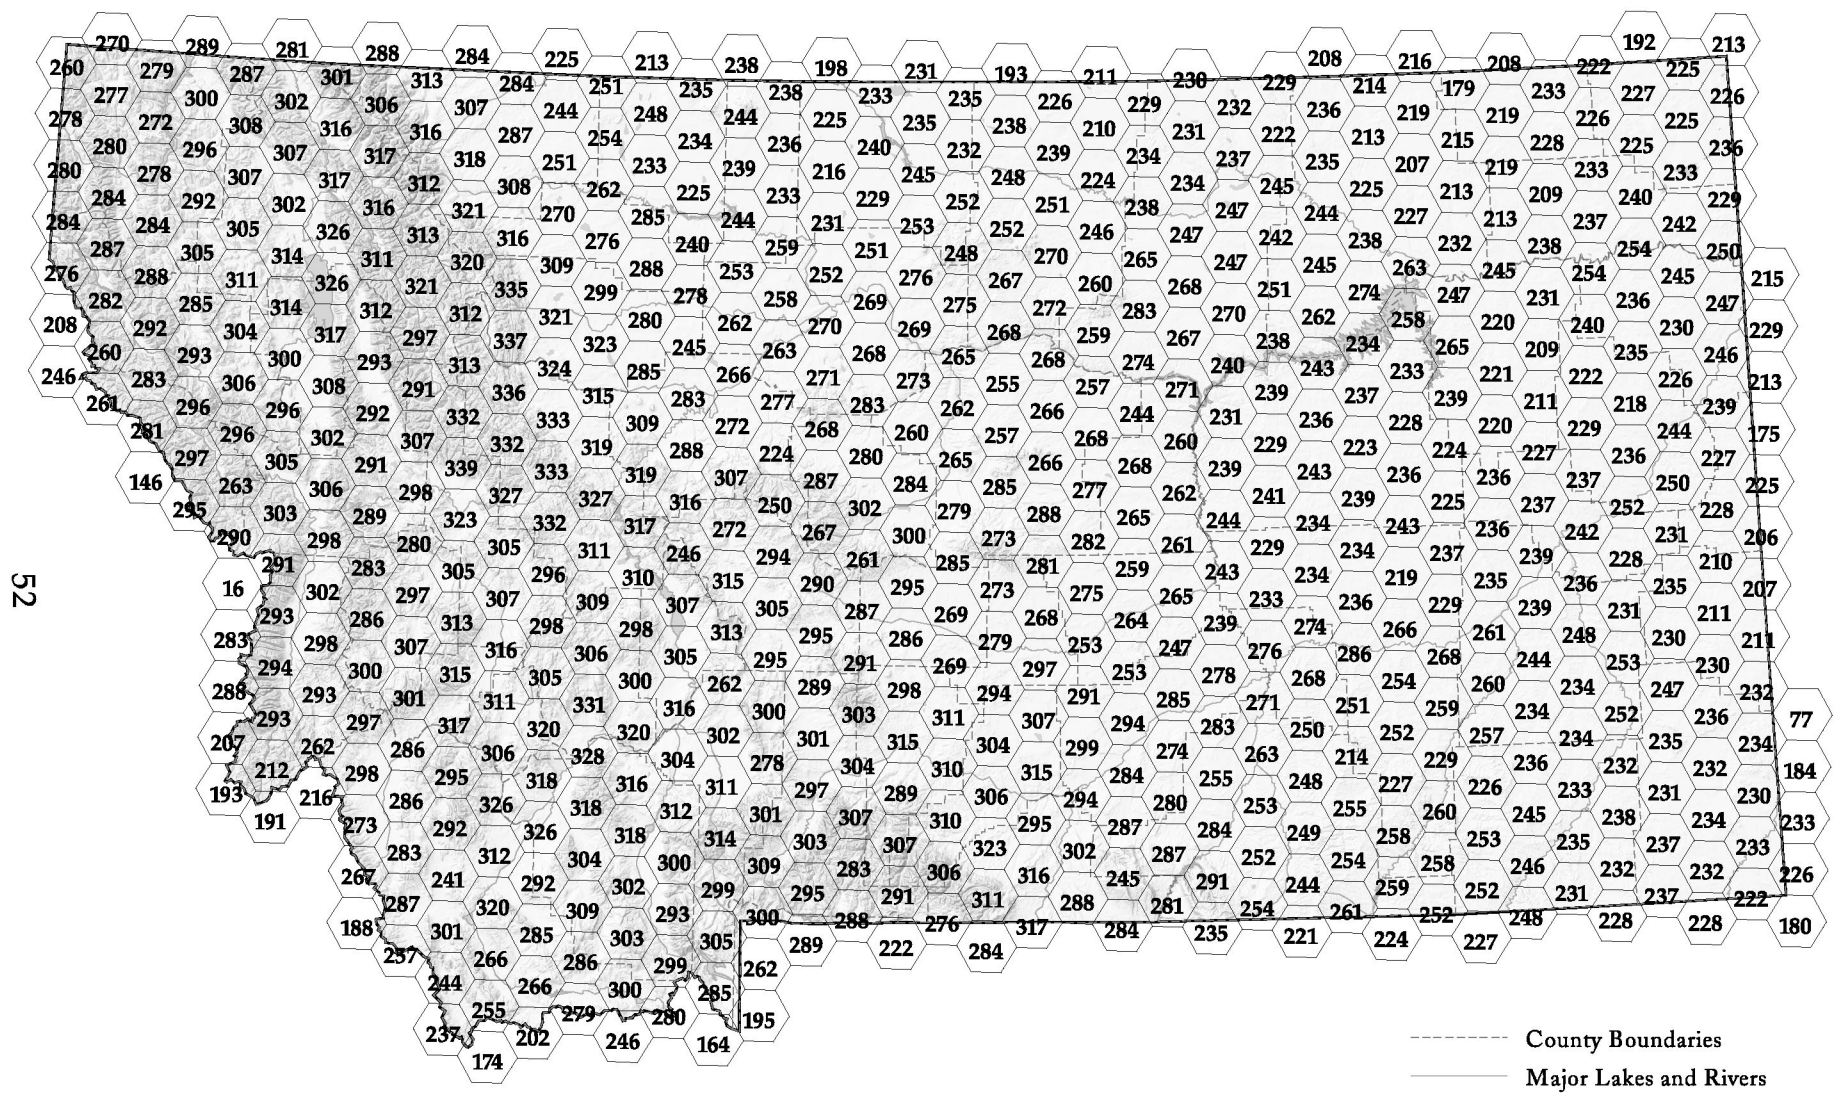 192 213
208 216 208 222 225
270 289 281 288 284 225 213 238 198 231 193 211 230 229 214 179 233 227 226
260 279 287 301 313 284 251 235 238 233 235 226 229 232 236 219 219 226 225
277 300 302 306 307 244 248 244 225 235 238 210 231 222 213 215 228 225 236
278 272 308 316 316 287 254 234 236 240 232 239 234 237 235 207 219 233 233
280 296 307 317 318 251 233 239 216 245 248 224 234 245 225 213 209 240 229
280 278 307 317 312 308 262 225 233 229 252 251 238 247 244 227 213 237 242
284 292 302 316 321 270 285 244 231 253 252 246 247 242 238 232 238 254 250
284 284 305 326 313 316 276 240 259 251 248 270 265 247 245 263 245 254 245 215
287 305 314 311 320 309 288 253 252 276 267 260 268 251 274 247 231 236 247
276 288 311 326 321 335 299 278 258 269 275 272 283 270 262 258 220 240 230 229
282 285 314 312 312 321 280 262 270 269 268 259 267 238 234 265 209 235 246
208 292 304 317 297 337 323 245 263 268 265 268 274 240 243 233 221 222 226 213
260 293 300 293 313 324 285 266 271 273 255 257 271 239 237 239 211 218 239
246 283 306 308 291 336 315 283 277 283 262 266 244 231 236 228 220 229 244 175
261 296 296 292 332 333 309 272 268 260 257 268 260 229 223 224 227 236 227
281 296 302 307 332 319 288 224 280 265 266 268 239 243 236 236 237 250 225
297 305 291 339 333 319 307 287 284 285 277 262 241 239 225 237 252 228
146 263 306 298 327 327 316 250 302 279 288 265 244 234 243 236 242 231 206
295 303 289 323 332 317 272 267 300 273 282 261 229 234 237 239 228 210
290 298 280 305 311 246 294 261 285 281 259 243 234 219 235 236 235 207
291 283 305 296 310 315 290 295 273 275 265 233 236 229 239 231 211
16 302 297 307 309 307 305 287 269 268 264 239 274 266 261 248 230 211
293 286 313 298 298 313 295 286 279 253 247 276 286 268 244 253 230
283 298 307 316 306 305 295 291 269 297 253 278 268 254 260 234 247 232
294 300 315 305 300 262 289 298 294 291 285 271 251 259 234 252 236 77
288 293 301 311 331 316 300 303 311 307 294 283 250 252 257 234 235 234
293 297 317 320 320 302 301 315 304 299 274 263 214 229 236 232 232 184
207 262 286 306 328 304 278 304 310 315 284 255 248 227 226 233 231 230
212 298 295 318 316 311 297 289 306 294 280 253 255 260 245 238 234 233
193 216 286 326 318 312 301 307 310 295 287 284 249 258 253 235 237 233
191 273 292 326 318 314 303 307 323 302 287 252 254 258 246 232 232 226
283 312 304 300 309 283 306 316 245 291 244 259 252 231 237 222
267 241 292 302 299 295 291 311 288 281 254 261 252 248 228 228 180
287 320 309 293 300 288 276 317 284 235 221 224 227
188 301 285 303 305 289 222 284
257 266 286 299 262
244 266 300 285 195
255 279 280
237 202 246 164
174
52
County Boundaries
Major Lakes and Rivers